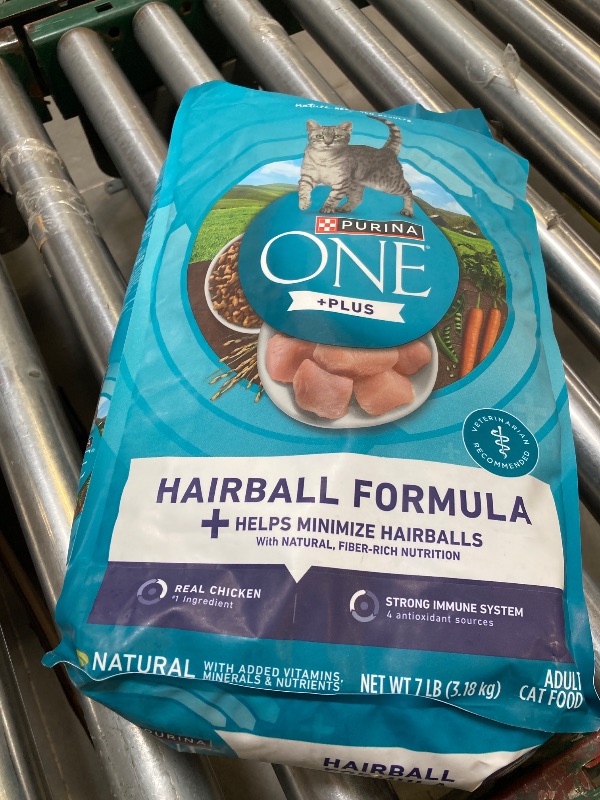 PURINA
ONE
+PLUS
VETERINARIAN
RECOMMENDED
HAIRBALL FORMULA
+ HELPS MINIMIZE HAIRBALLS
With NATURAL, FIBER-RICH NUTRITION
REAL CHICKEN
#1 Ingredient
STRONG IMMUNE SYSTEM
4 antioxidant sources
NATURAL WITH ADDED VITAMINS,
MINERALS & NUTRIENTS
NET WT 7 LB (3.18 kg)
ADULT
CAT FOOD
PURINA
HAIRBALL